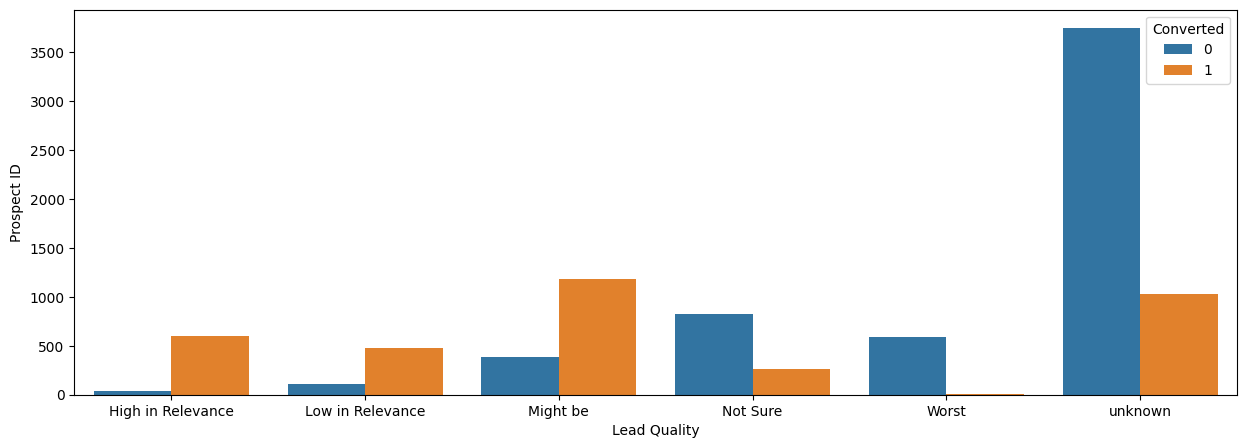 Converted
0
1
3500
3000
2500
2000
1500
1000
500
0
Prospect ID
High in Relevance Low in Relevance Might be Not Sure Worst unknown
Lead Quality